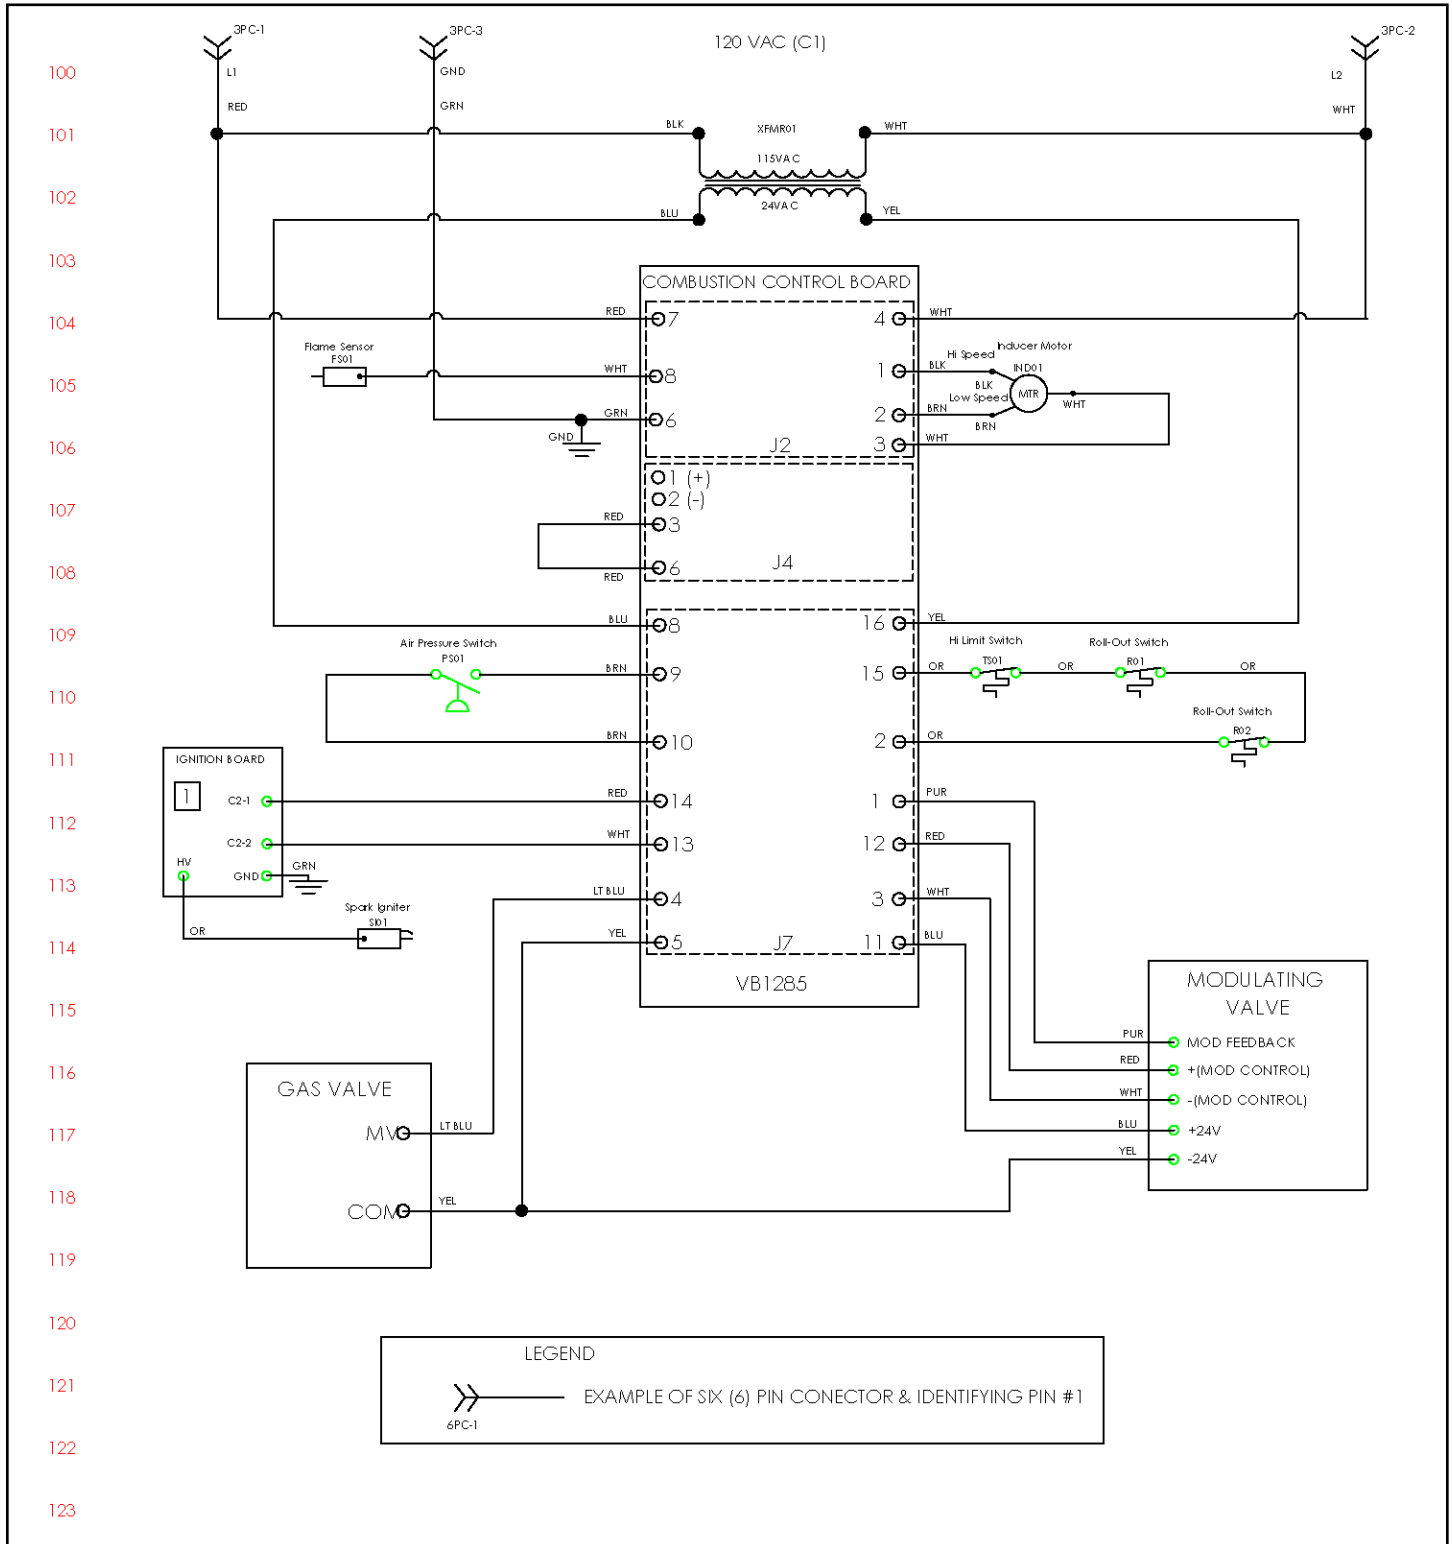 3PC-1
3PC-3
120 VAC (C1)
3PC-2
100
L1
GND
L2
RED
GRN
WHT
101
BLK
XFMR01
WHT
115VAC
102
24VAC
BLU
YEL
103
COMBUSTION CONTROL BOARD
104
RED
7
4
WHT
Flame Sensor
FS01
Hi Speed
Inducer Motor
IND01
105
WHT
8
1
BLK
BLK
MTR
Low Speed
WHT
GRN
6
2
BRN
BRN
106
GND
J2
3
WHT
1 (+)
2 (-)
107
RED
3
J4
108
RED
6
109
BLU
8
16
YEL
Air Pressure Switch
PS01
Hi Limit Switch
TS01
Roll-Out Switch
R01
BRN
9
15
OR
OR
OR
110
Roll-Out Switch
R02
BRN
10
2
OR
111
IGNITION BOARD
1
C2-1
RED
14
1
PUR
112
C2-2
WHT
13
12
RED
HV
GND
GRN
113
LT BLU
4
3
WHT
Spark Igniter
SI01
OR
114
YEL
5
J7
11
BLU
VB1285
MODULATING
VALVE
115
PUR
MOD FEEDBACK
116
RED
+(MOD CONTROL)
GAS VALVE
WHT
-(MOD CONTROL)
117
MV
LT BLU
BLU
+24V
YEL
-24V
118
COM
YEL
119
120
LEGEND
121
EXAMPLE OF SIX (6) PIN CONECTOR & IDENTIFYING PIN #1
6PC-1
122
123